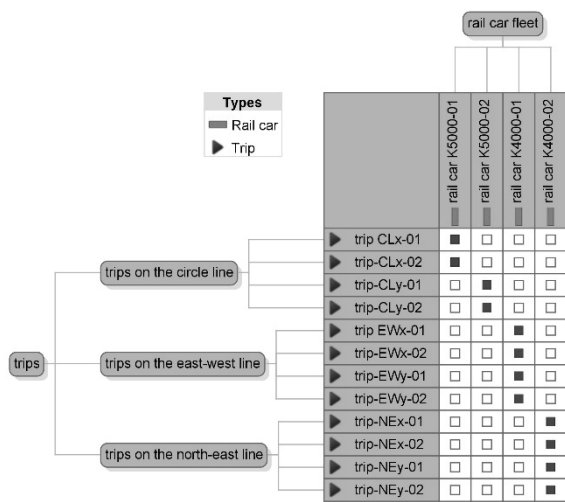 rail car fleet
Types
Rail car
Trip
rail car K5000-01
rail car K5000-02
rail car K4000-01
rail car K4000-02
trips
trips on the circle line
trip CLx-01
trip-CLx-02
trip-CLy-01
trip-CLy-02
trips on the east-west line
trip EWx-01
trip-EWx-02
trip-EWy-01
trip-EWy-02
trips on the north-east line
trip-NEx-01
trip-NEx-02
trip-NEy-01
trip-NEy-02